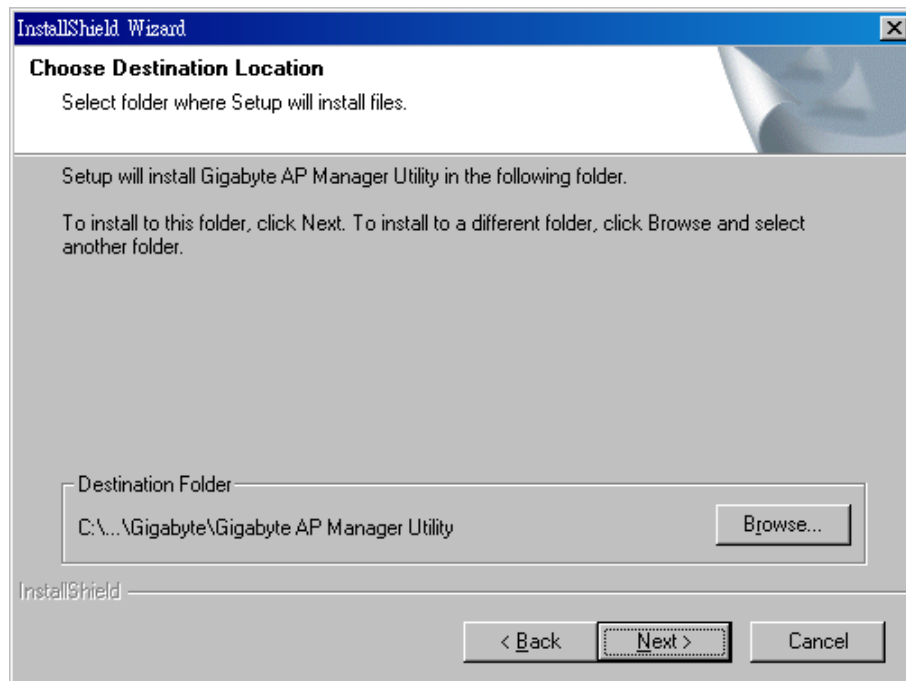 InstallShield Wizard
Choose Destination Location
Select folder where Setup will install files.
Setup will install Gigabyte AP Manager Utility in the following folder.
To install to this folder, click Next. To install to a different folder, click Browse and select
another folder.
Destination Folder
C:\...\Gigabyte\Gigabyte AP Manager Utility
Browse...
InstallShield
< Back
Next >
Cancel